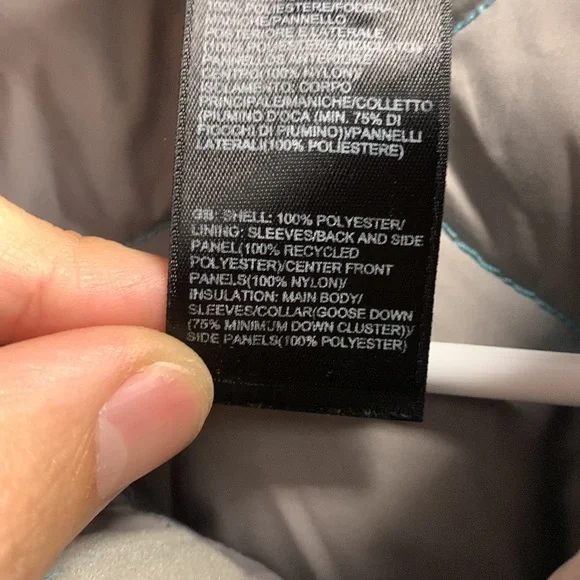 100% POLIESTERE/FODERA
MANICHE/PANNELLO
POSTERIORE E LATERALE
(100% POLIESTERE
CENTRO(100% NYLON)/
ISOLAMENTO: CORPO
PRINCIPALE/MANICHE/COLLETTO
(PIUMINO D'OCA (MIN. 75% DI
FIOCCHI DI PIUMINO))/PANNELLI
LATERALI(100% POLIESTERE)
GB: SHELL: 100% POLYESTER/
LINING: SLEEVES/BACK AND SIDE
PANEL(100% RECYCLED
POLYESTER)/CENTER FRONT
PANELS(100% NYLON)/
INSULATION: MAIN BODY/
SLEEVES/COLLAR(GOOSE DOWN
(75% MINIMUM DOWN CLUSTER))/
SIDE PANELS(100% POLYESTER)